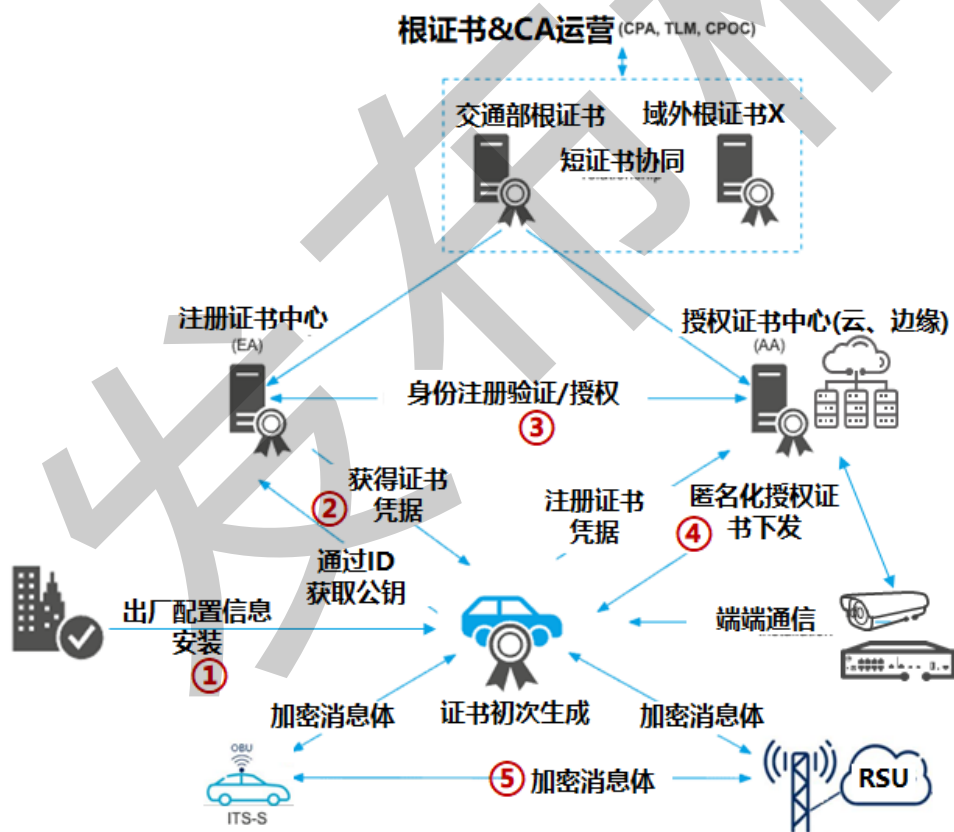 根证书&CA运营 (CPA, TLM, CPOC)
交通部根证书
域外根证书X
短证书协同
注册证书中心
(EA)
授权证书中心(云、边缘)
(AA)
身份注册验证/授权
③
② 获得证书
凭据
注册证书
凭据
④ 匿名化授权证
书下发
通过ID
获取公钥
出厂配置信息
安装
①
端端通信
加密消息体
证书初次生成
加密消息体
OBU
ITS-S
⑤ 加密消息体
RSU